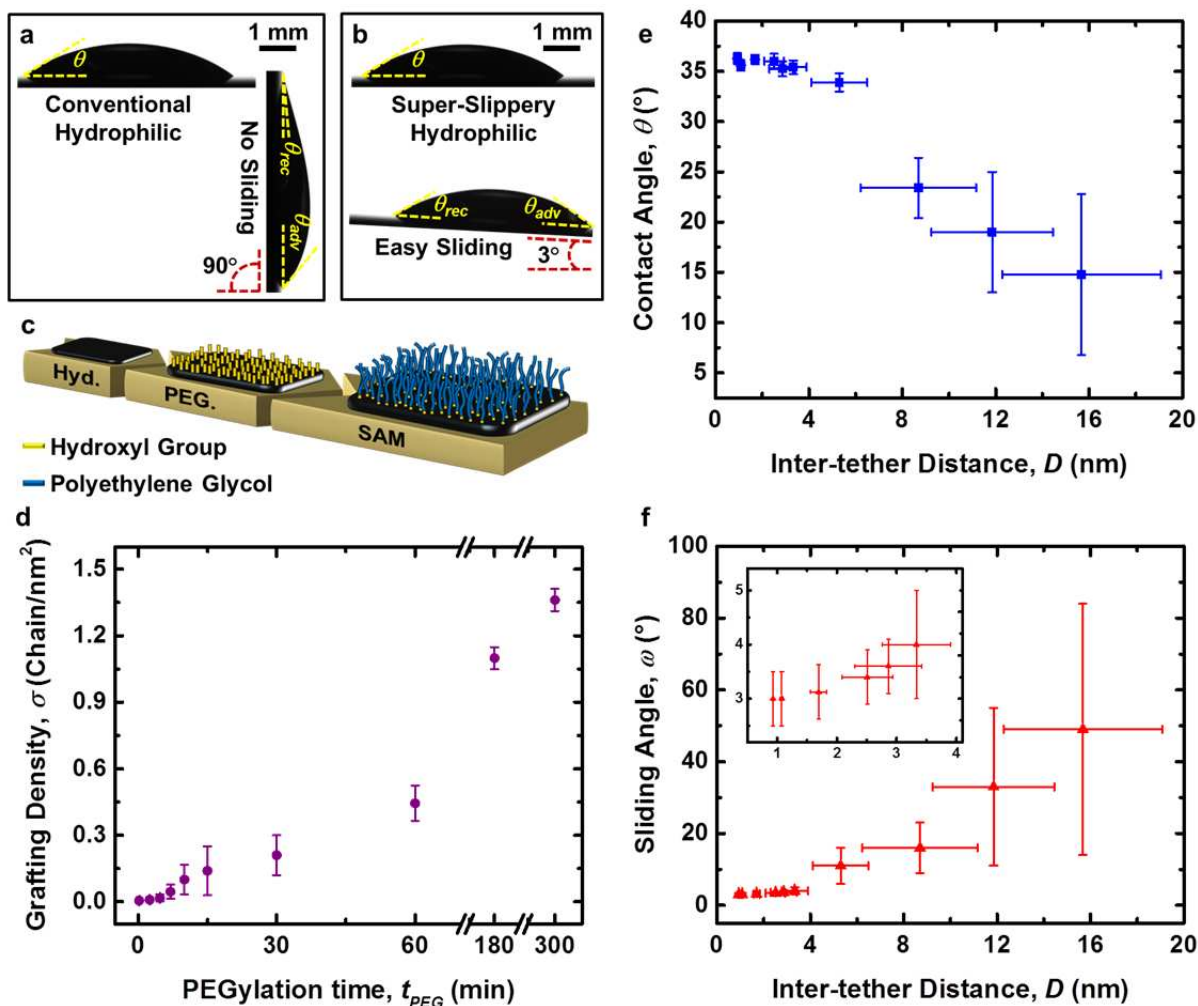 a
1 mm
θ
Conventional
Hydrophilic
No Sliding
θrec
θadv
90°
b
1 mm
θ
Super-Slippery
Hydrophilic
θrec
θadv
Easy Sliding
3°
c
Hyd.
PEG.
SAM
Hydroxyl Group
Polyethylene Glycol
d
Grafting Density, σ (Chain/nm²)
1.5
1.2
0.9
0.6
0.3
0.0
0 30 60 180 300
PEGylation time, tPEG (min)
e
Contact Angle, θ (°)
40
35
30
25
20
15
10
5
0 4 8 12 16 20
Inter-tether Distance, D (nm)
f
Sliding Angle, ω (°)
100
80
60
40
20
0
5
4
3
1 2 3 4
0 4 8 12 16 20
Inter-tether Distance, D (nm)